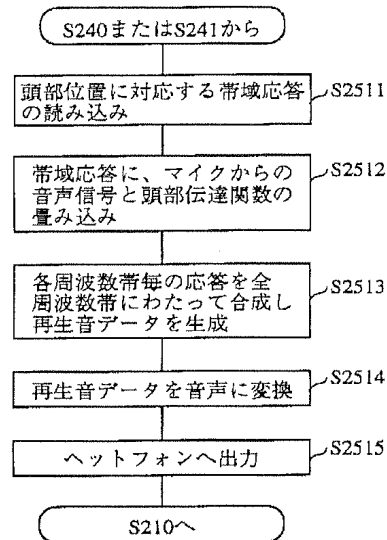 S240またはS241から
頭部位置に対応する帯域応答 S2511
の読み込み
帯域応答に、マイクからの S2512
音声信号と頭部伝達関数の
畳み込み
各周波数帯毎の応答を全 S2513
周波数帯にわたって合成し
再生音データを生成
再生音データを音声に変換 S2514
ヘットフォンへ出力 S2515
S210へ